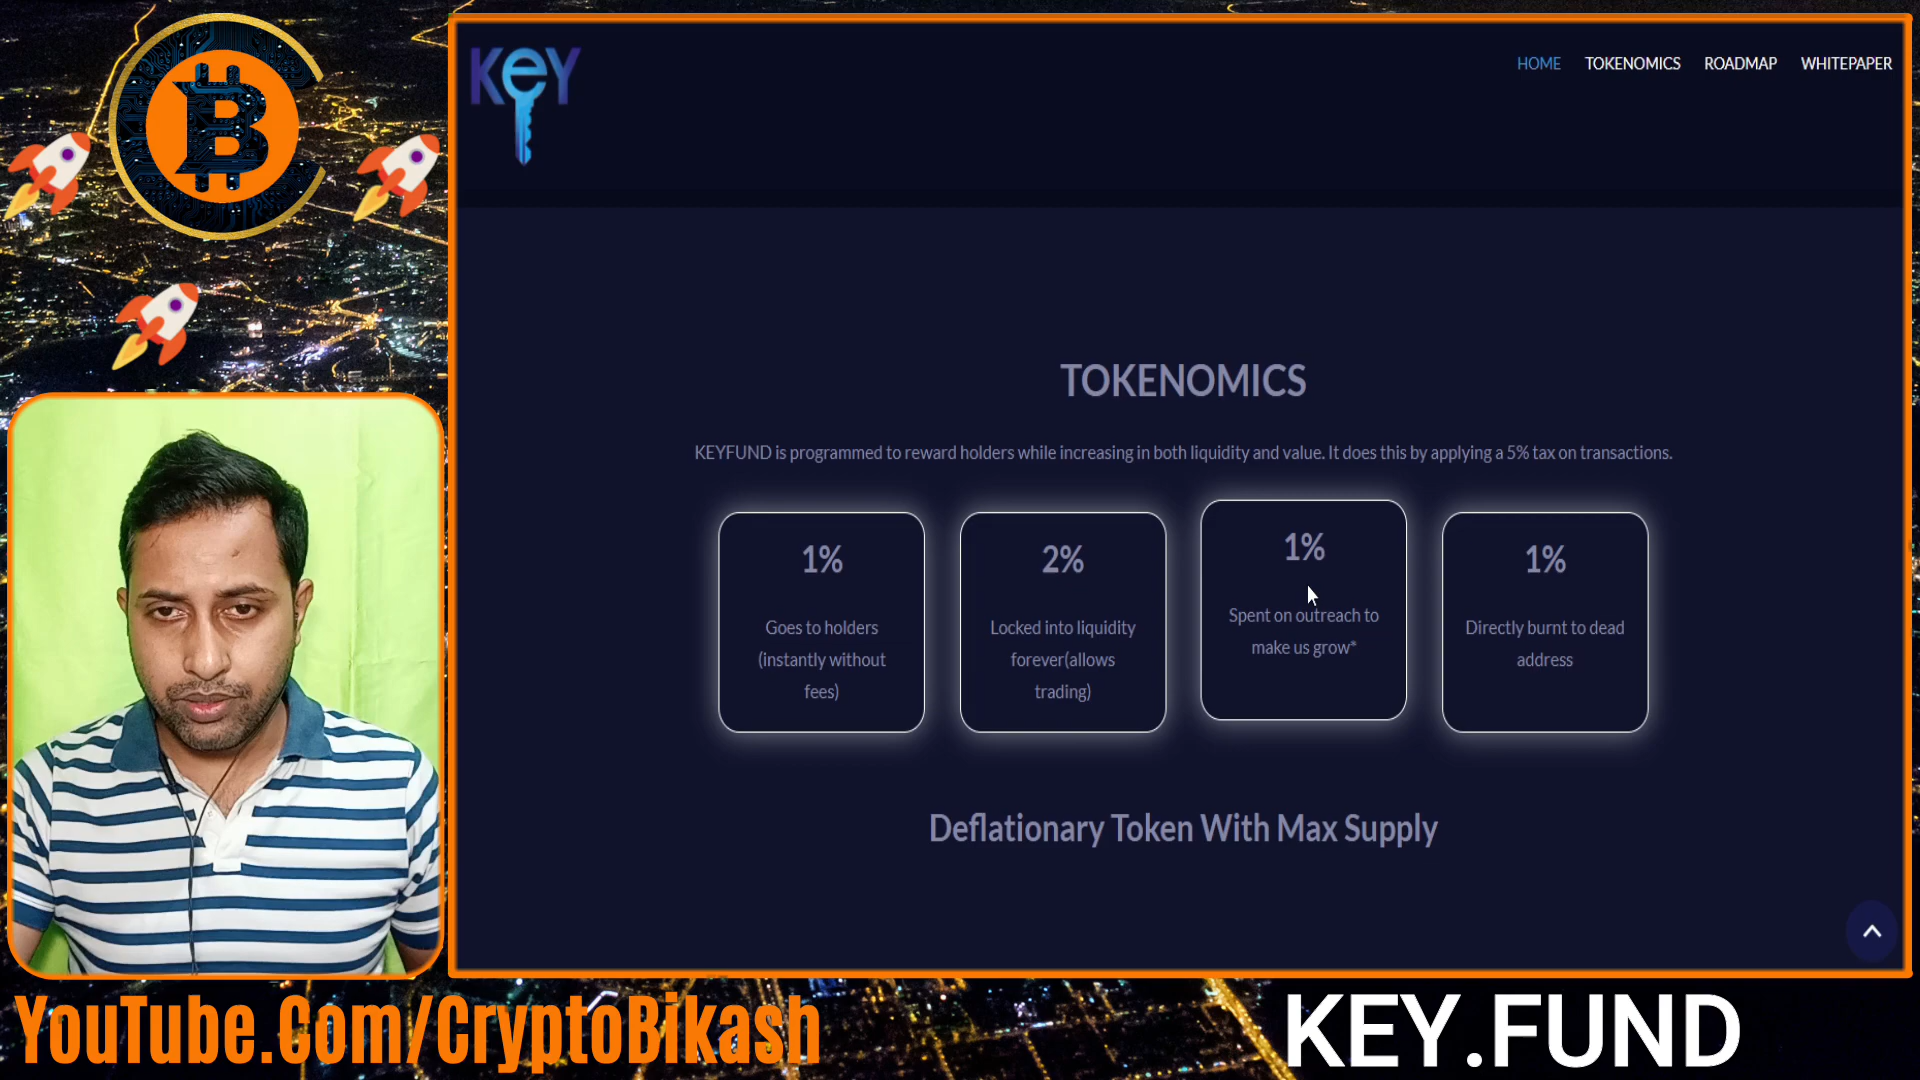 KEY
HOME TOKENOMICS ROADMAP WHITEPAPER
TOKENOMICS
KEYFUND is programmed to reward holders while increasing in both liquidity and value. It does this by applying a 5% tax on transactions.
1%
Goes to holders
(instantly without
fees)
2%
Locked into liquidity
forever(allows
trading)
1%
Spent on outreach to
make us grow*
1%
Directly burnt to dead
address
Deflationary Token With Max Supply
YouTube.Com/CryptoBikash
KEY.FUND